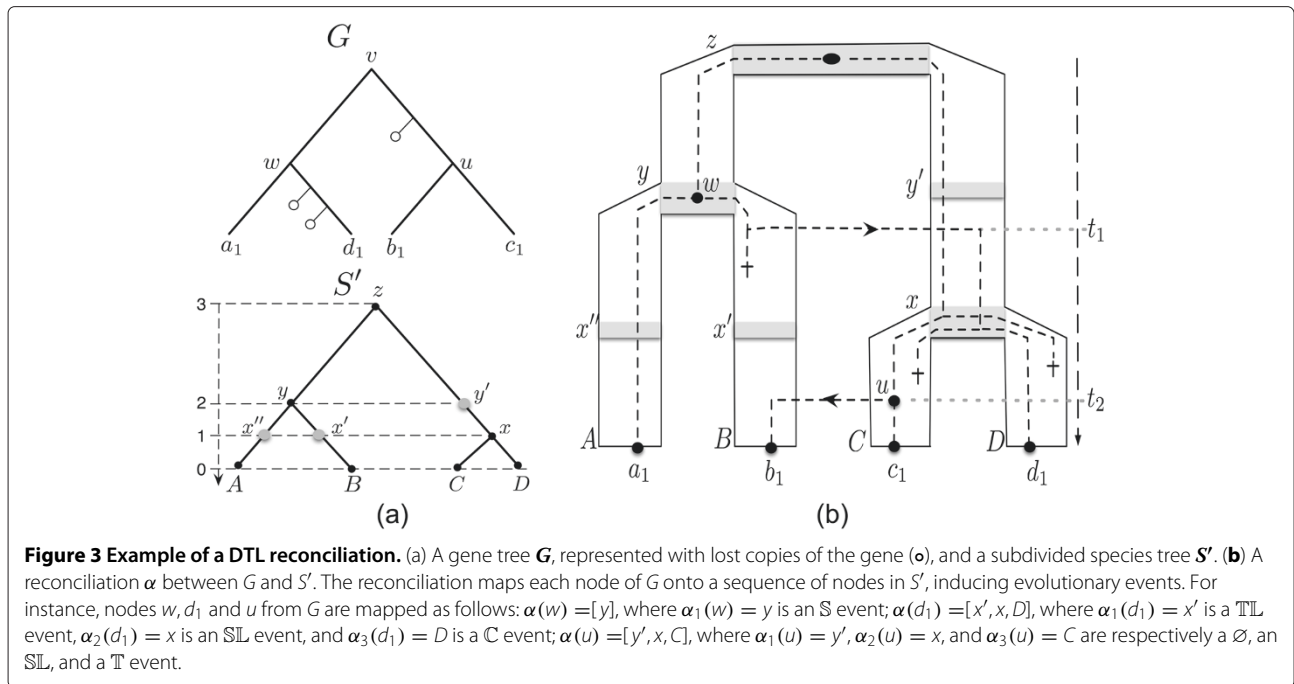 G
v
w
u
a₁
d₁
b₁
c₁
S′
3
z
2
y
y′
1
x″
x′
x
0
A
B
C
D
(a)
z
y
w
y′
t₁
x″
x′
x
u
t₂
A
B
C
D
a₁
b₁
c₁
d₁
(b)
Figure 3 Example of a DTL reconciliation. (a) A gene tree G, represented with lost copies of the gene (o), and a subdivided species tree S′. (b) A
reconciliation α between G and S′. The reconciliation maps each node of G onto a sequence of nodes in S′, inducing evolutionary events. For
instance, nodes w, d₁ and u from G are mapped as follows: α(w) =[y], where α₁(w) = y is an 𝕊 event; α(d₁) =[x′, x, D], where α₁(d₁) = x′ is a 𝕋𝕃
event, α₂(d₁) = x is an 𝕊𝕃 event, and α₃(d₁) = D is a ℂ event; α(u) =[y′, x, C], where α₁(u) = y′, α₂(u) = x, and α₃(u) = C are respectively a ∅, an
𝕊𝕃, and a 𝕋 event.